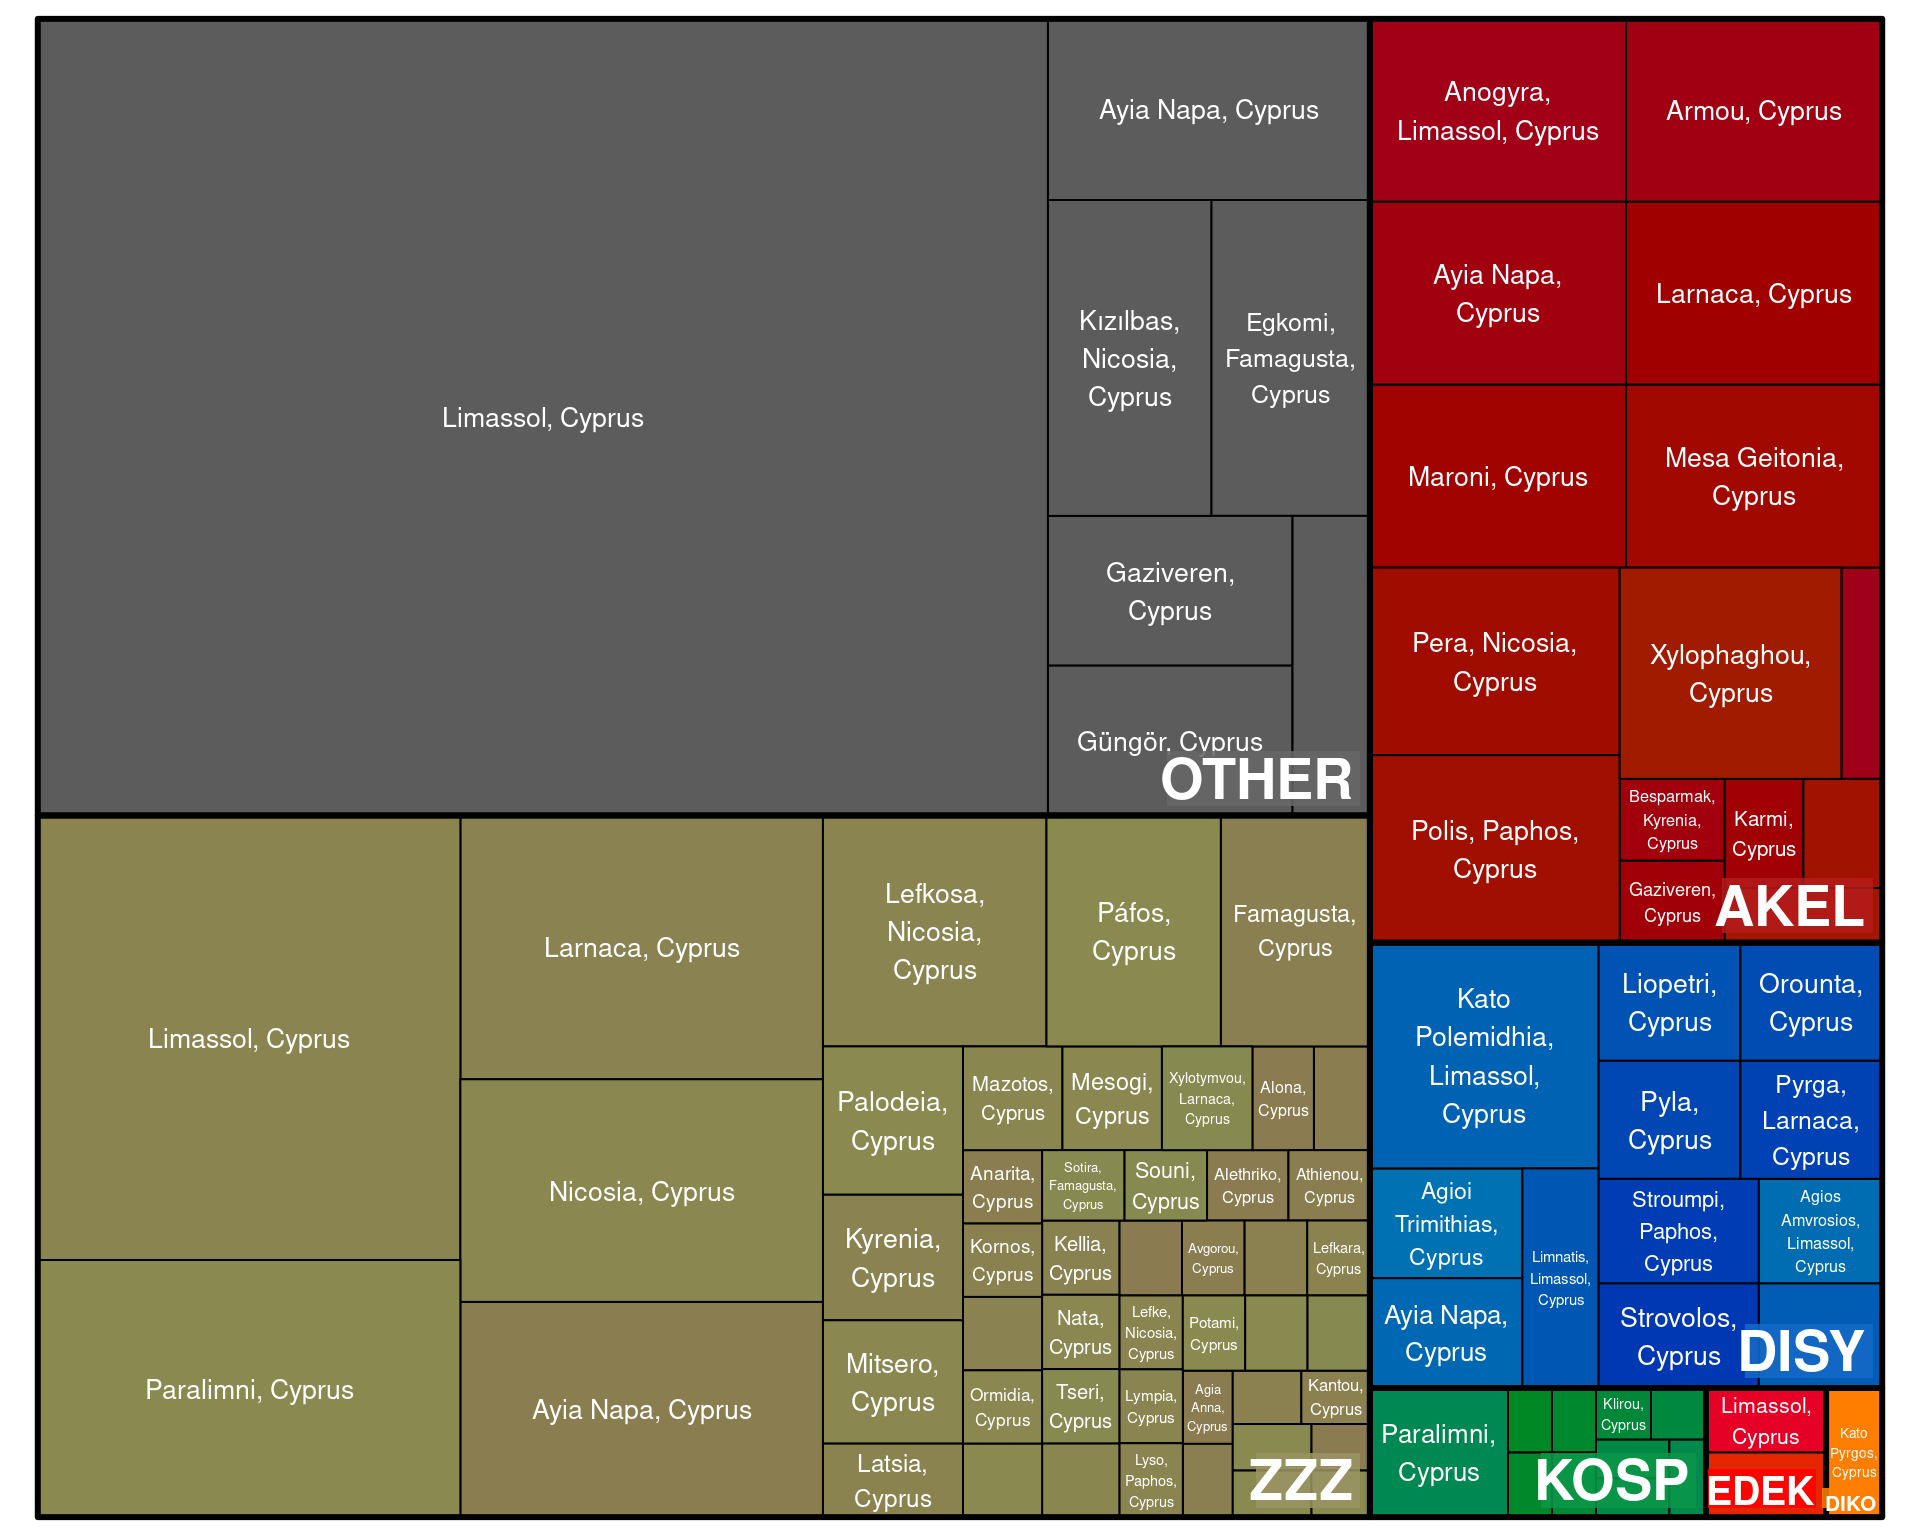 Limassol, Cyprus
Ayia Napa, Cyprus
Kızılbas,
Nicosia,
Cyprus
Egkomi,
Famagusta,
Cyprus
Gaziveren,
Cyprus
Güngör, Cyprus
OTHER
Anogyra,
Limassol, Cyprus
Armou, Cyprus
Ayia Napa,
Cyprus
Larnaca, Cyprus
Maroni, Cyprus
Mesa Geitonia,
Cyprus
Pera, Nicosia,
Cyprus
Xylophaghou,
Cyprus
Polis, Paphos,
Cyprus
Besparmak,
Kyrenia,
Cyprus
Karmi,
Cyprus
Gaziveren,
Cyprus
AKEL
Limassol, Cyprus
Paralimni, Cyprus
Larnaca, Cyprus
Nicosia, Cyprus
Ayia Napa, Cyprus
Lefkosa,
Nicosia,
Cyprus
Páfos,
Cyprus
Famagusta,
Cyprus
Palodeia,
Cyprus
Kyrenia,
Cyprus
Mitsero,
Cyprus
Latsia,
Cyprus
Mazotos,
Cyprus
Mesogi,
Cyprus
Xylotymvou,
Larnaca,
Cyprus
Alona,
Cyprus
Anarita,
Cyprus
Sotira,
Famagusta,
Cyprus
Souni,
Cyprus
Alethriko,
Cyprus
Athienou,
Cyprus
Kornos,
Cyprus
Kellia,
Cyprus
Avgorou,
Cyprus
Lefkara,
Cyprus
Nata,
Cyprus
Lefke,
Nicosia,
Cyprus
Potami,
Cyprus
Ormidia,
Cyprus
Tseri,
Cyprus
Lympia,
Cyprus
Agia
Anna,
Cyprus
Kantou,
Cyprus
Lyso,
Paphos,
Cyprus
ZZZ
Kato
Polemidhia,
Limassol,
Cyprus
Liopetri,
Cyprus
Orounta,
Cyprus
Pyla,
Cyprus
Pyrga,
Larnaca,
Cyprus
Agioi
Trimithias,
Cyprus
Limnatis,
Limassol,
Cyprus
Ayia Napa,
Cyprus
Stroumpi,
Paphos,
Cyprus
Agios
Amvrosios,
Limassol,
Cyprus
Strovolos,
Cyprus
DISY
Paralimni,
Cyprus
Klirou,
Cyprus
KOSP
Limassol,
Cyprus
EDEK
Kato
Pyrgos,
Cyprus
DIKO